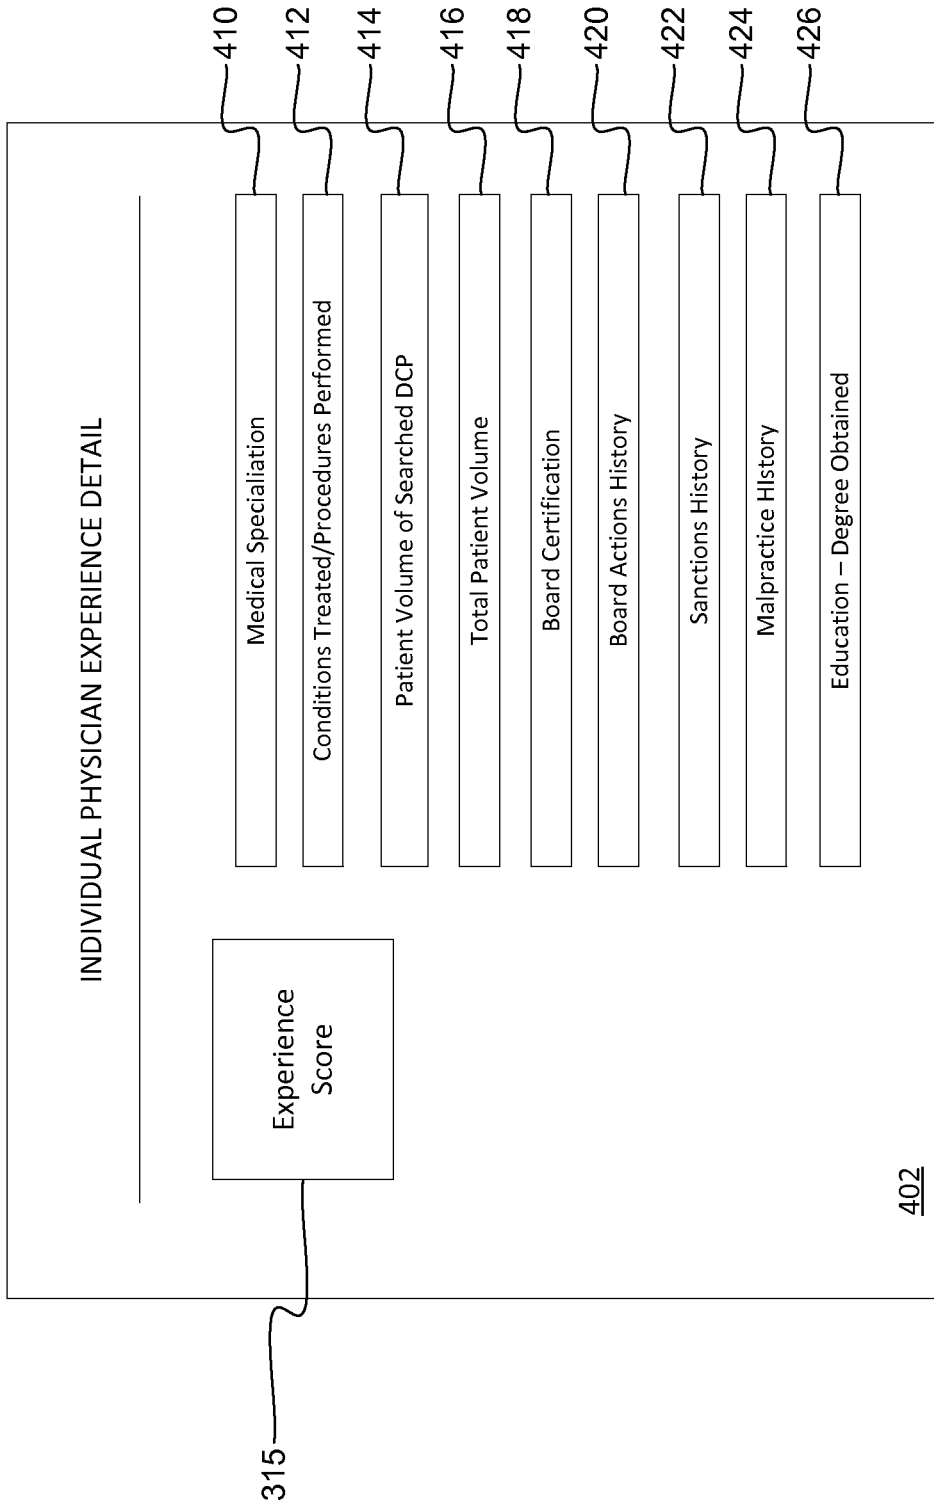 INDIVIDUAL PHYSICIAN EXPERIENCE DETAIL
315
Experience
Score
Medical Specialiation
410
Conditions Treated/Procedures Performed
412
Patient Volume of Searched DCP
414
Total Patient Volume
416
Board Certification
418
Board Actions History
420
Sanctions History
422
Malpractice HIstory
424
Education – Degree Obtained
426
402